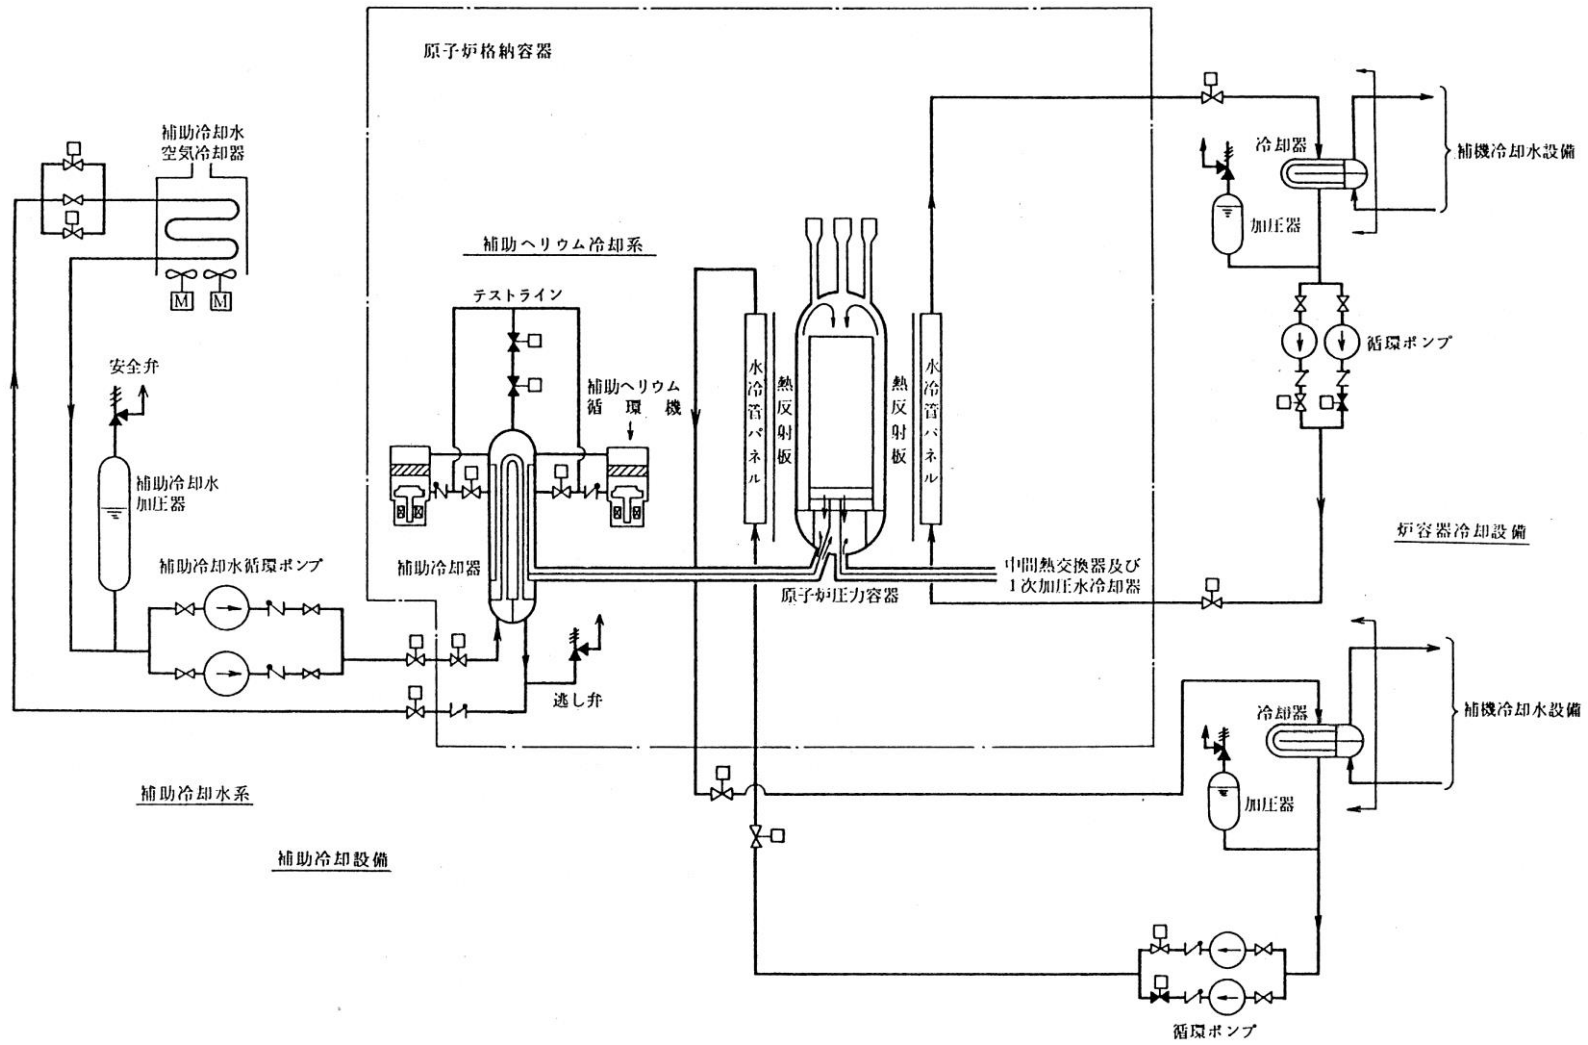 原子炉格納容器
補助冷却水
空気冷却器
M
M
補助ヘリウム冷却系
テストライン
冷却器
補機冷却水設備
加圧器
循環ポンプ
安全弁
補助ヘリウム
循環機
水冷管パネル
熱反射板
熱反射板
水冷管パネル
補助冷却水
加圧器
炉容器冷却設備
補助冷却水循環ポンプ
補助冷却器
中間熱交換器及び
1次加圧水冷却器
原子炉圧力容器
逃し弁
冷却器
補機冷却水設備
加圧器
補助冷却水系
補助冷却設備
循環ポンプ